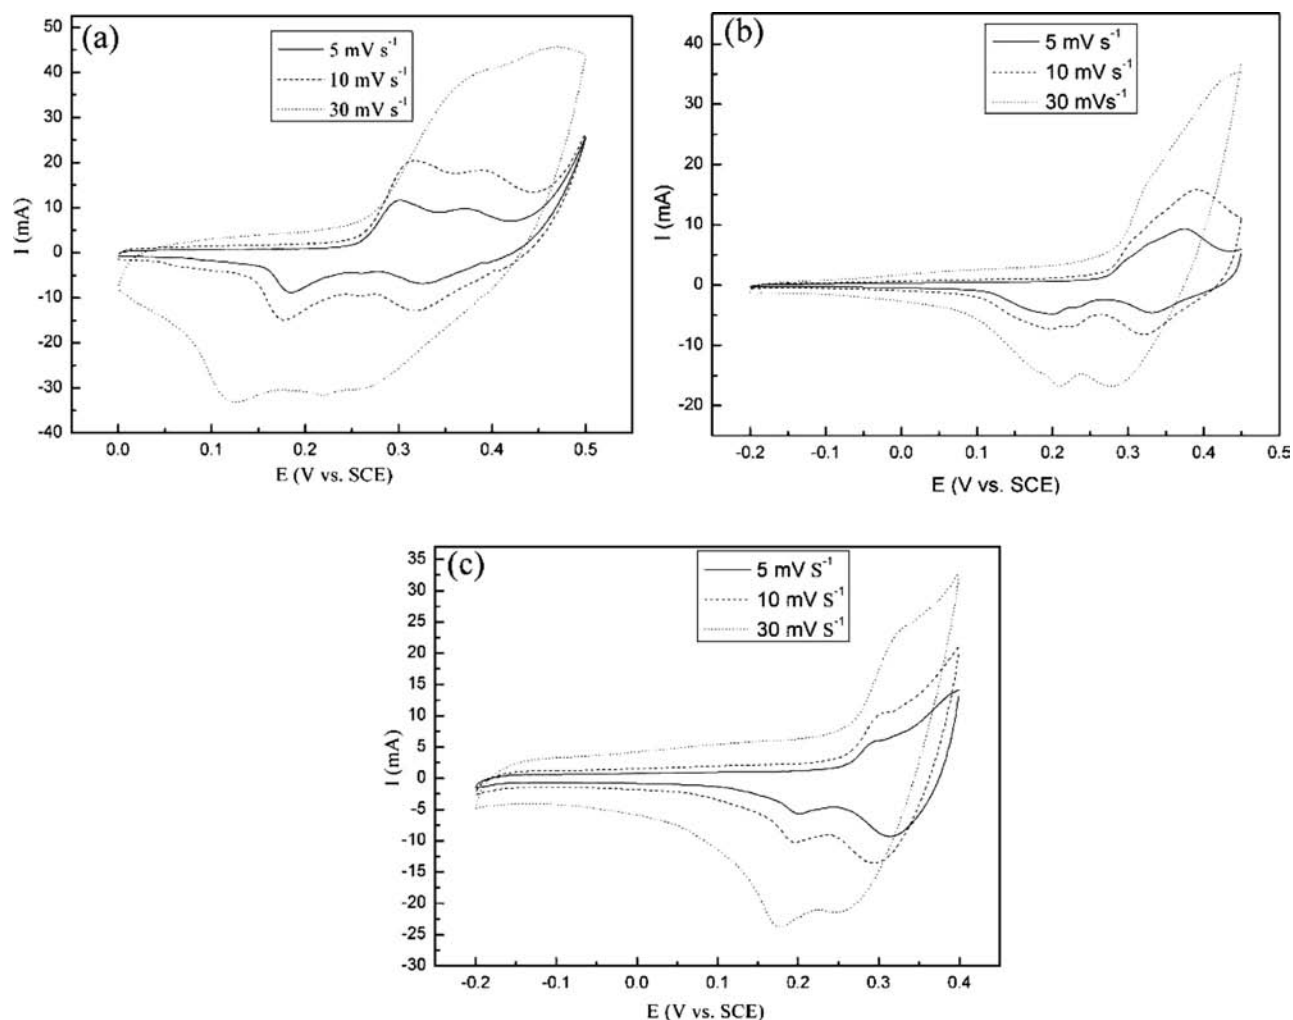 (a)
5 mV s⁻¹
10 mV s⁻¹
30 mV s⁻¹
50
40
30
20
10
0
-10
-20
-30
-40
I (mA)
0.0 0.1 0.2 0.3 0.4 0.5
E (V vs. SCE)
(b)
5 mV s⁻¹
10 mV s⁻¹
30 mVs⁻¹
40
30
20
10
0
-10
-20
I (mA)
-0.2 -0.1 0.0 0.1 0.2 0.3 0.4 0.5
E (V vs. SCE)
(c)
5 mV S⁻¹
10 mV S⁻¹
30 mV S⁻¹
35
30
25
20
15
10
5
0
-5
-10
-15
-20
-25
-30
I (mA)
-0.2 -0.1 0.0 0.1 0.2 0.3 0.4
E (V vs. SCE)